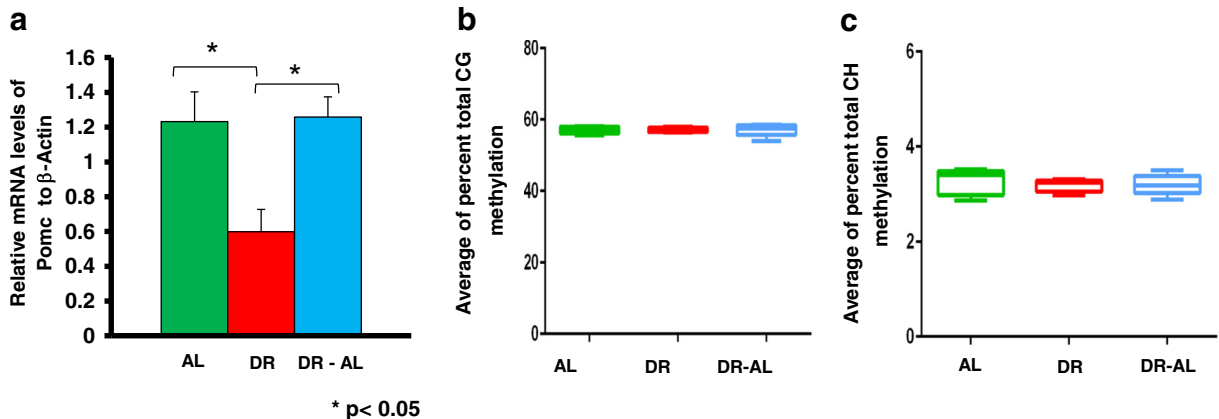 a
Relative mRNA levels of
Pomc to β-Actin
1.6
1.4
1.2
1
0.8
0.6
0.4
0.2
0
*
*
AL
DR
DR - AL
* p< 0.05
b
Average of percent total CG
methylation
80
60
40
20
0
AL
DR
DR-AL
c
Average of percent total CH
methylation
6
4
2
0
AL
DR
DR-AL